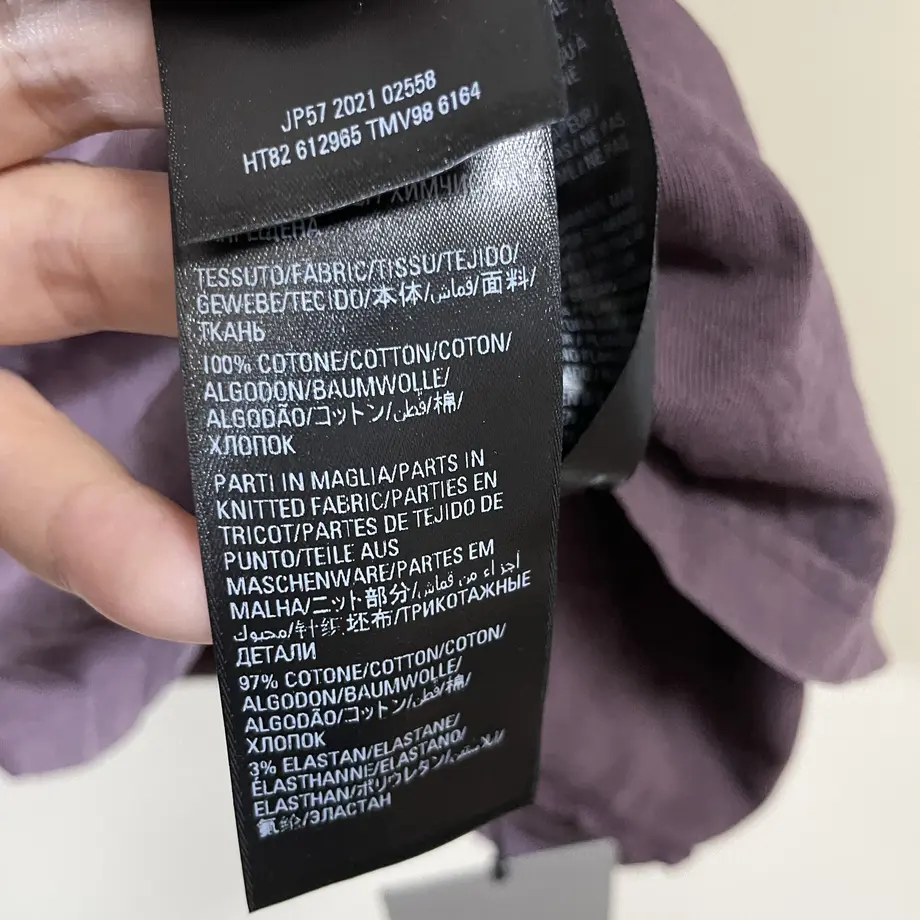 JP57 2021 02558
HT82 612965 TMV98 6164
TESSUTO/FABRIC/TISSU/TEJIDO/
GEWEBE/TECIDO/本体/قماش/面料/
ТКАНЬ
100% COTONE/COTTON/COTON/
ALGODON/BAUMWOLLE/
ALGODÃO/コットン/قطن/棉/
ХЛОПОК
PARTI IN MAGLIA/PARTS IN
KNITTED FABRIC/PARTIES EN
TRICOT/PARTES DE TEJIDO DE
PUNTO/TEILE AUS
MASCHENWARE/PARTES EM
MALHA/ニット部分/أجزاء من قماش
محبوك/针织坯布/ТРИКОТАЖНЫЕ
ДЕТАЛИ
97% COTONE/COTTON/COTON/
ALGODON/BAUMWOLLE/
ALGODÃO/コットン/قطن/棉/
ХЛОПОК
3% ELASTAN/ELASTANE/
ÉLASTHANNE/ELASTANO/
ELASTHAN/ポリウレタン/
氨纶/ЭЛАСТАН